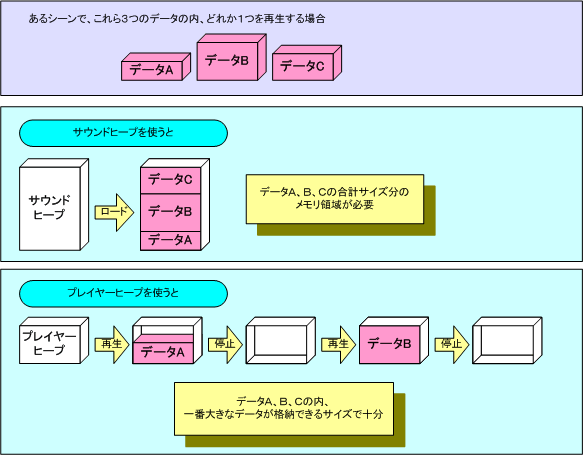 あるシーンで、これら３つのデータの内、どれか１つを再生する場合
データA
データB
データC
サウンドヒープを使うと
サウンド
ヒープ
ロード
データC
データB
データA
データA、B、Cの合計サイズ分の
メモリ領域が必要
プレイヤーヒープを使うと
プレイヤー
ヒープ
再生
データA
停止
再生
データB
停止
データA、B、Cの内、
一番大きなデータが格納できるサイズで十分